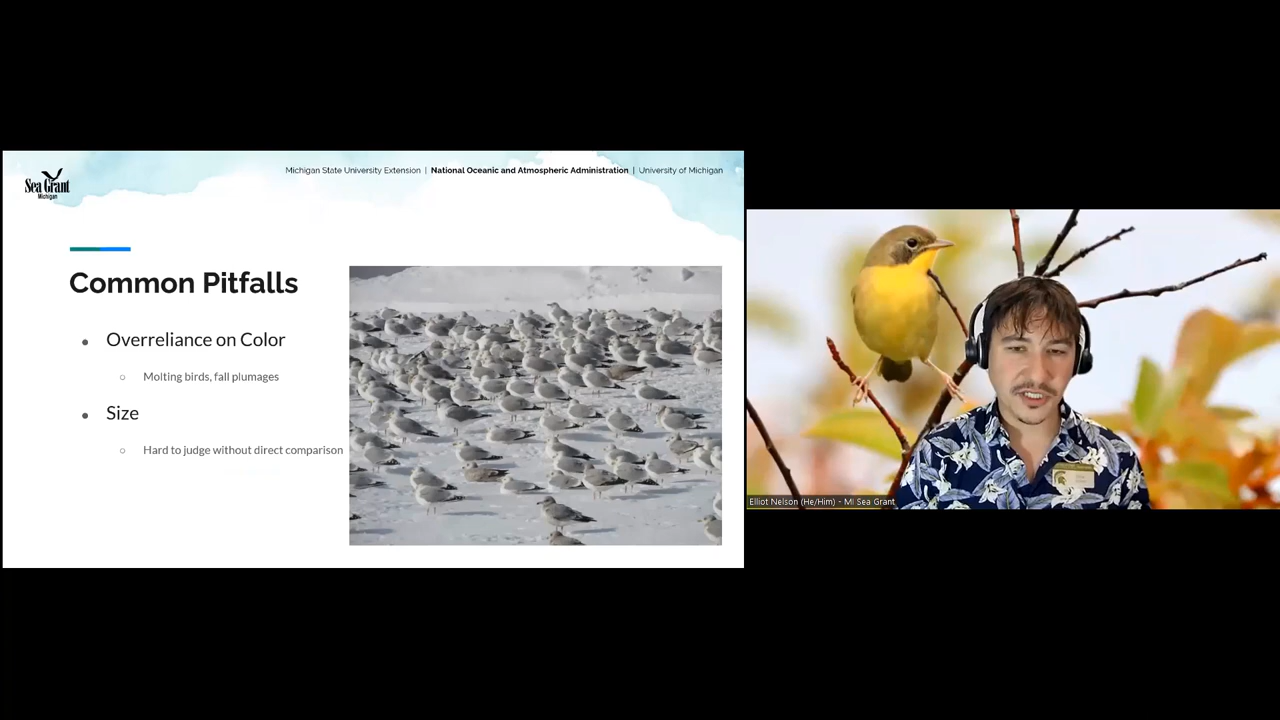 Sea Grant
Michigan
Michigan State University Extension | National Oceanic and Atmospheric Administration | University of Michigan
Common Pitfalls
● Overreliance on Color
○ Molting birds, fall plumages
● Size
○ Hard to judge without direct comparison
Elliot Nelson (He/Him) - MI Sea Grant